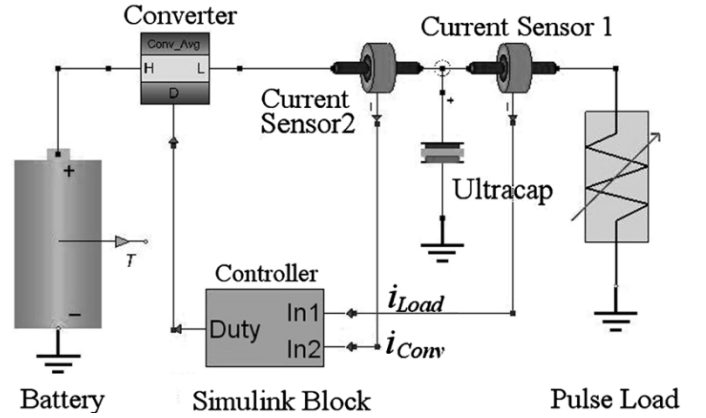 Converter
Current Sensor 1
Conv_Avg
H L
D
Current
Sensor2
I
I
+
Ultracap
+
T
Controller
−
Duty
In1
In2
iLoad
iConv
Battery
Simulink Block
Pulse Load